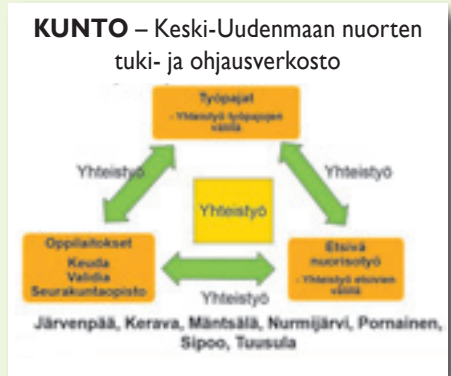 KUNTO – Keski-Uudenmaan nuorten
tuki- ja ohjausverkosto
Työpajat
- Yhteistyö työpajojen
välillä
Yhteistyö
Yhteistyö
Yhteistyö
Oppilaitokset
Keuda
Validia
Seurakuntaopisto
Etsivä
nuorisotyö
- Yhteistyö etsivien
välillä
Yhteistyö
Järvenpää, Kerava, Mäntsälä, Nurmijärvi, Pornainen,
Sipoo, Tuusula